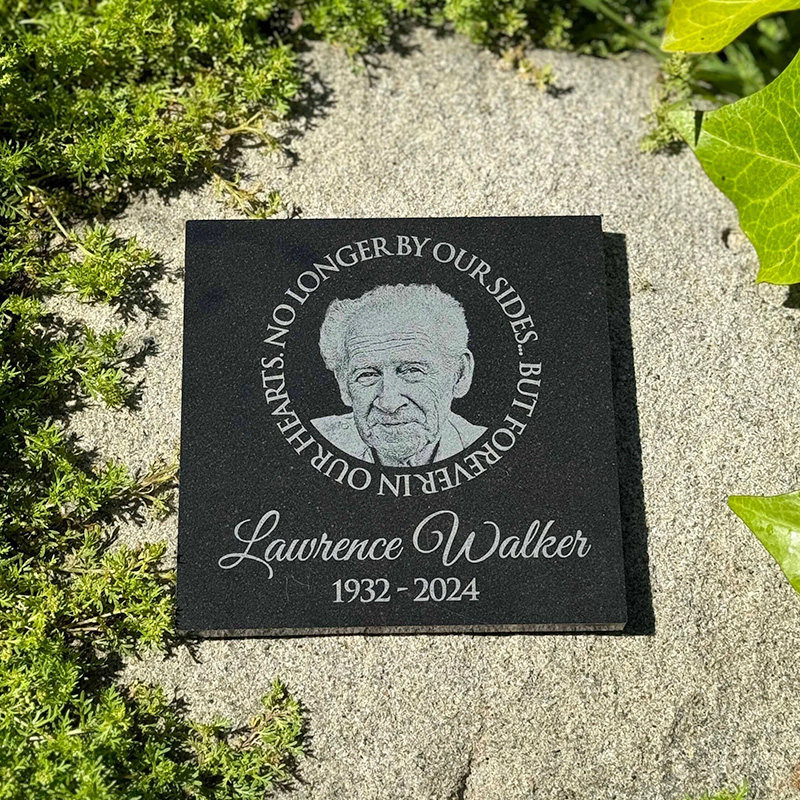 NO LONGER BY OUR SIDES... BUT FOREVER IN OUR HEARTS.
Lawrence Walker
1932 - 2024